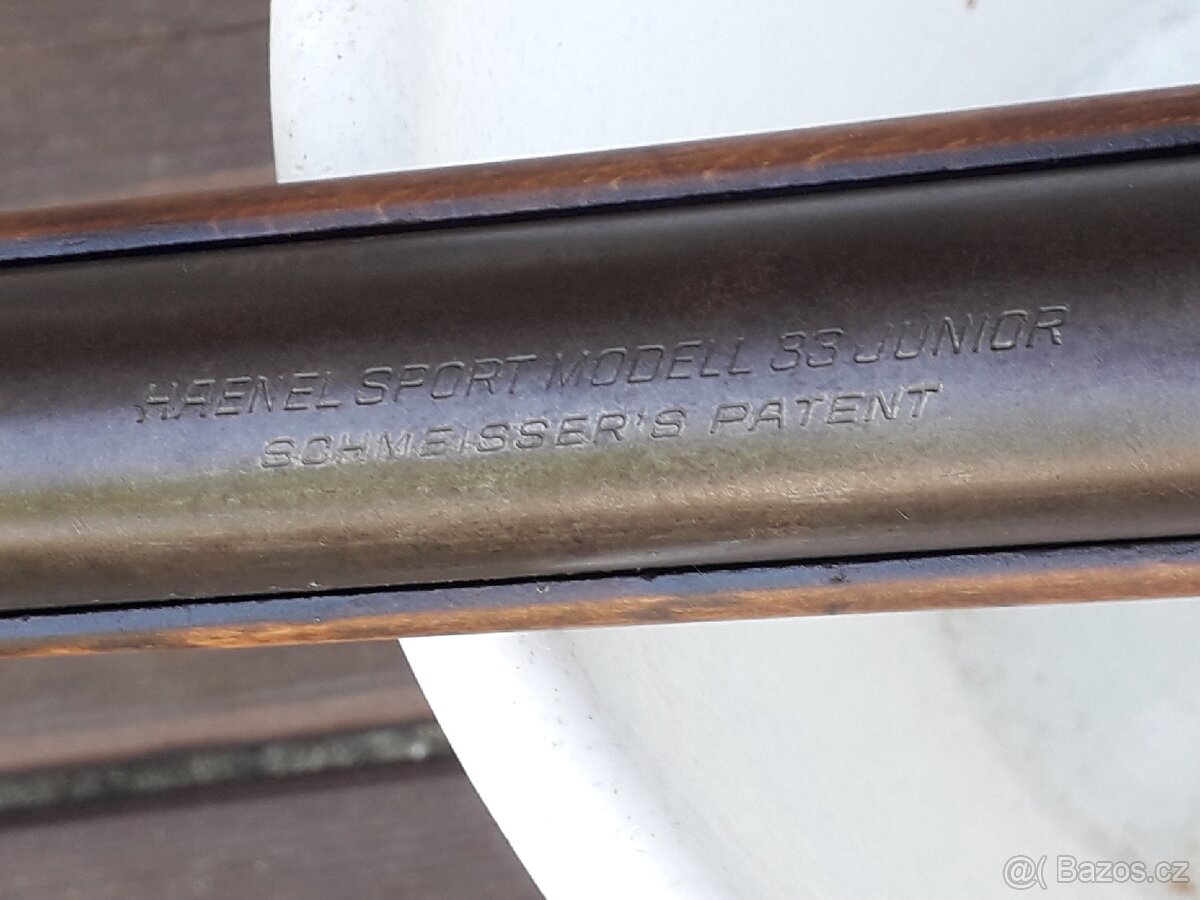 HAENEL SPORT MODELL 33 JUNIOR
SCHMEISSER'S PATENT
@( Bazos.cz